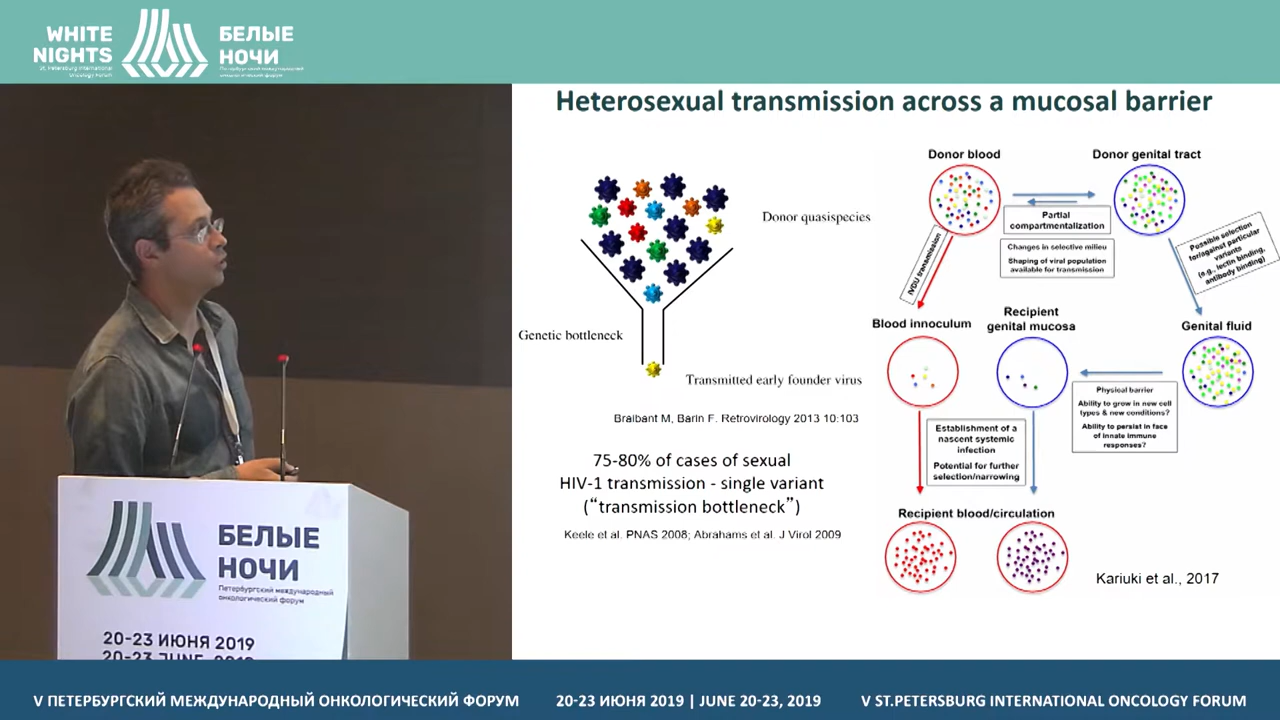 WHITE
NIGHTS
St. Petersburg International
Oncology Forum
БЕЛЫЕ
НОЧИ
Петербургский международный
онкологический форум
Heterosexual transmission across a mucosal barrier
Donor quasispecies
Genetic bottleneck
Transmitted early founder virus
Braibant M, Barin F. Retrovirology 2013 10:103
75-80% of cases of sexual
HIV-1 transmission - single variant
(“transmission bottleneck”)
Keele et al. PNAS 2008; Abrahams et al. J Virol 2009
Donor blood
Donor genital tract
Partial
compartmentalization
Changes in selective milieu
Shaping of viral population
available for transmission
IVDU transmission
Possible selection
for/against particular
variants
(e.g., lectin binding,
antibody binding)
Blood innoculum
Recipient
genital mucosa
Genital fluid
Physical barrier
Ability to grow in new cell
types & new conditions?
Ability to persist in face
of innate immune
responses?
Establishment of a
nascent systemic
infection
Potential for further
selection/narrowing
Recipient blood/circulation
Kariuki et al., 2017
БЕЛЫЕ
НОЧИ
Петербургский международный
онкологический форум
20-23 ИЮНЯ 2019
20-23 JUNE, 2019
V ПЕТЕРБУРГСКИЙ МЕЖДУНАРОДНЫЙ ОНКОЛОГИЧЕСКИЙ ФОРУМ
20-23 ИЮНЯ 2019 | JUNE 20-23, 2019
V ST.PETERSBURG INTERNATIONAL ONCOLOGY FORUM